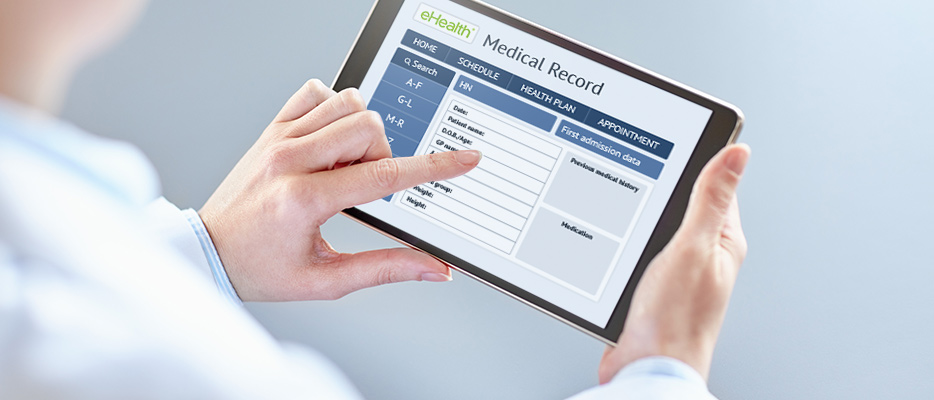 eHealth
Medical Record
HOME
SCHEDULE
HEALTH PLAN
APPOINTMENT
Search
A-F
G-L
M-R
HN
Date:
Patient name:
D.O.B./Age:
GP
group:
Height:
First admission data
Previous medical history
Medication